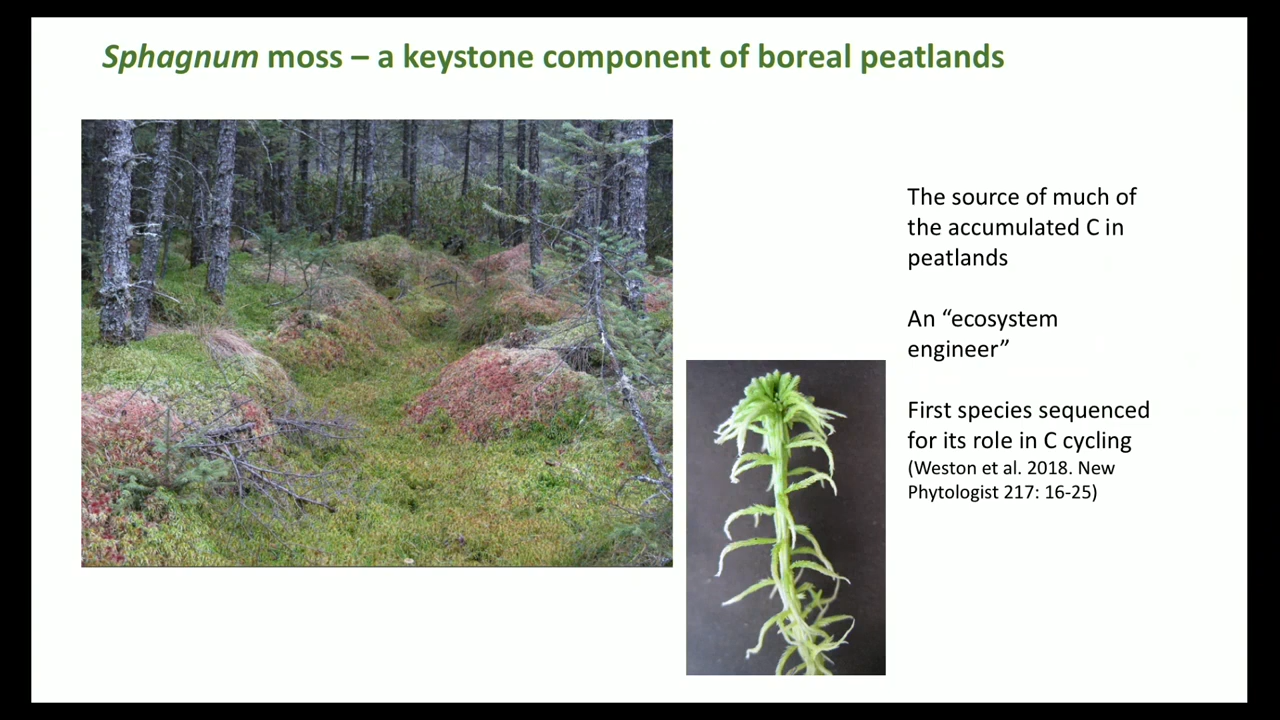 Sphagnum moss – a keystone component of boreal peatlands
The source of much of
the accumulated C in
peatlands
An “ecosystem
engineer”
First species sequenced
for its role in C cycling
(Weston et al. 2018. New
Phytologist 217: 16-25)